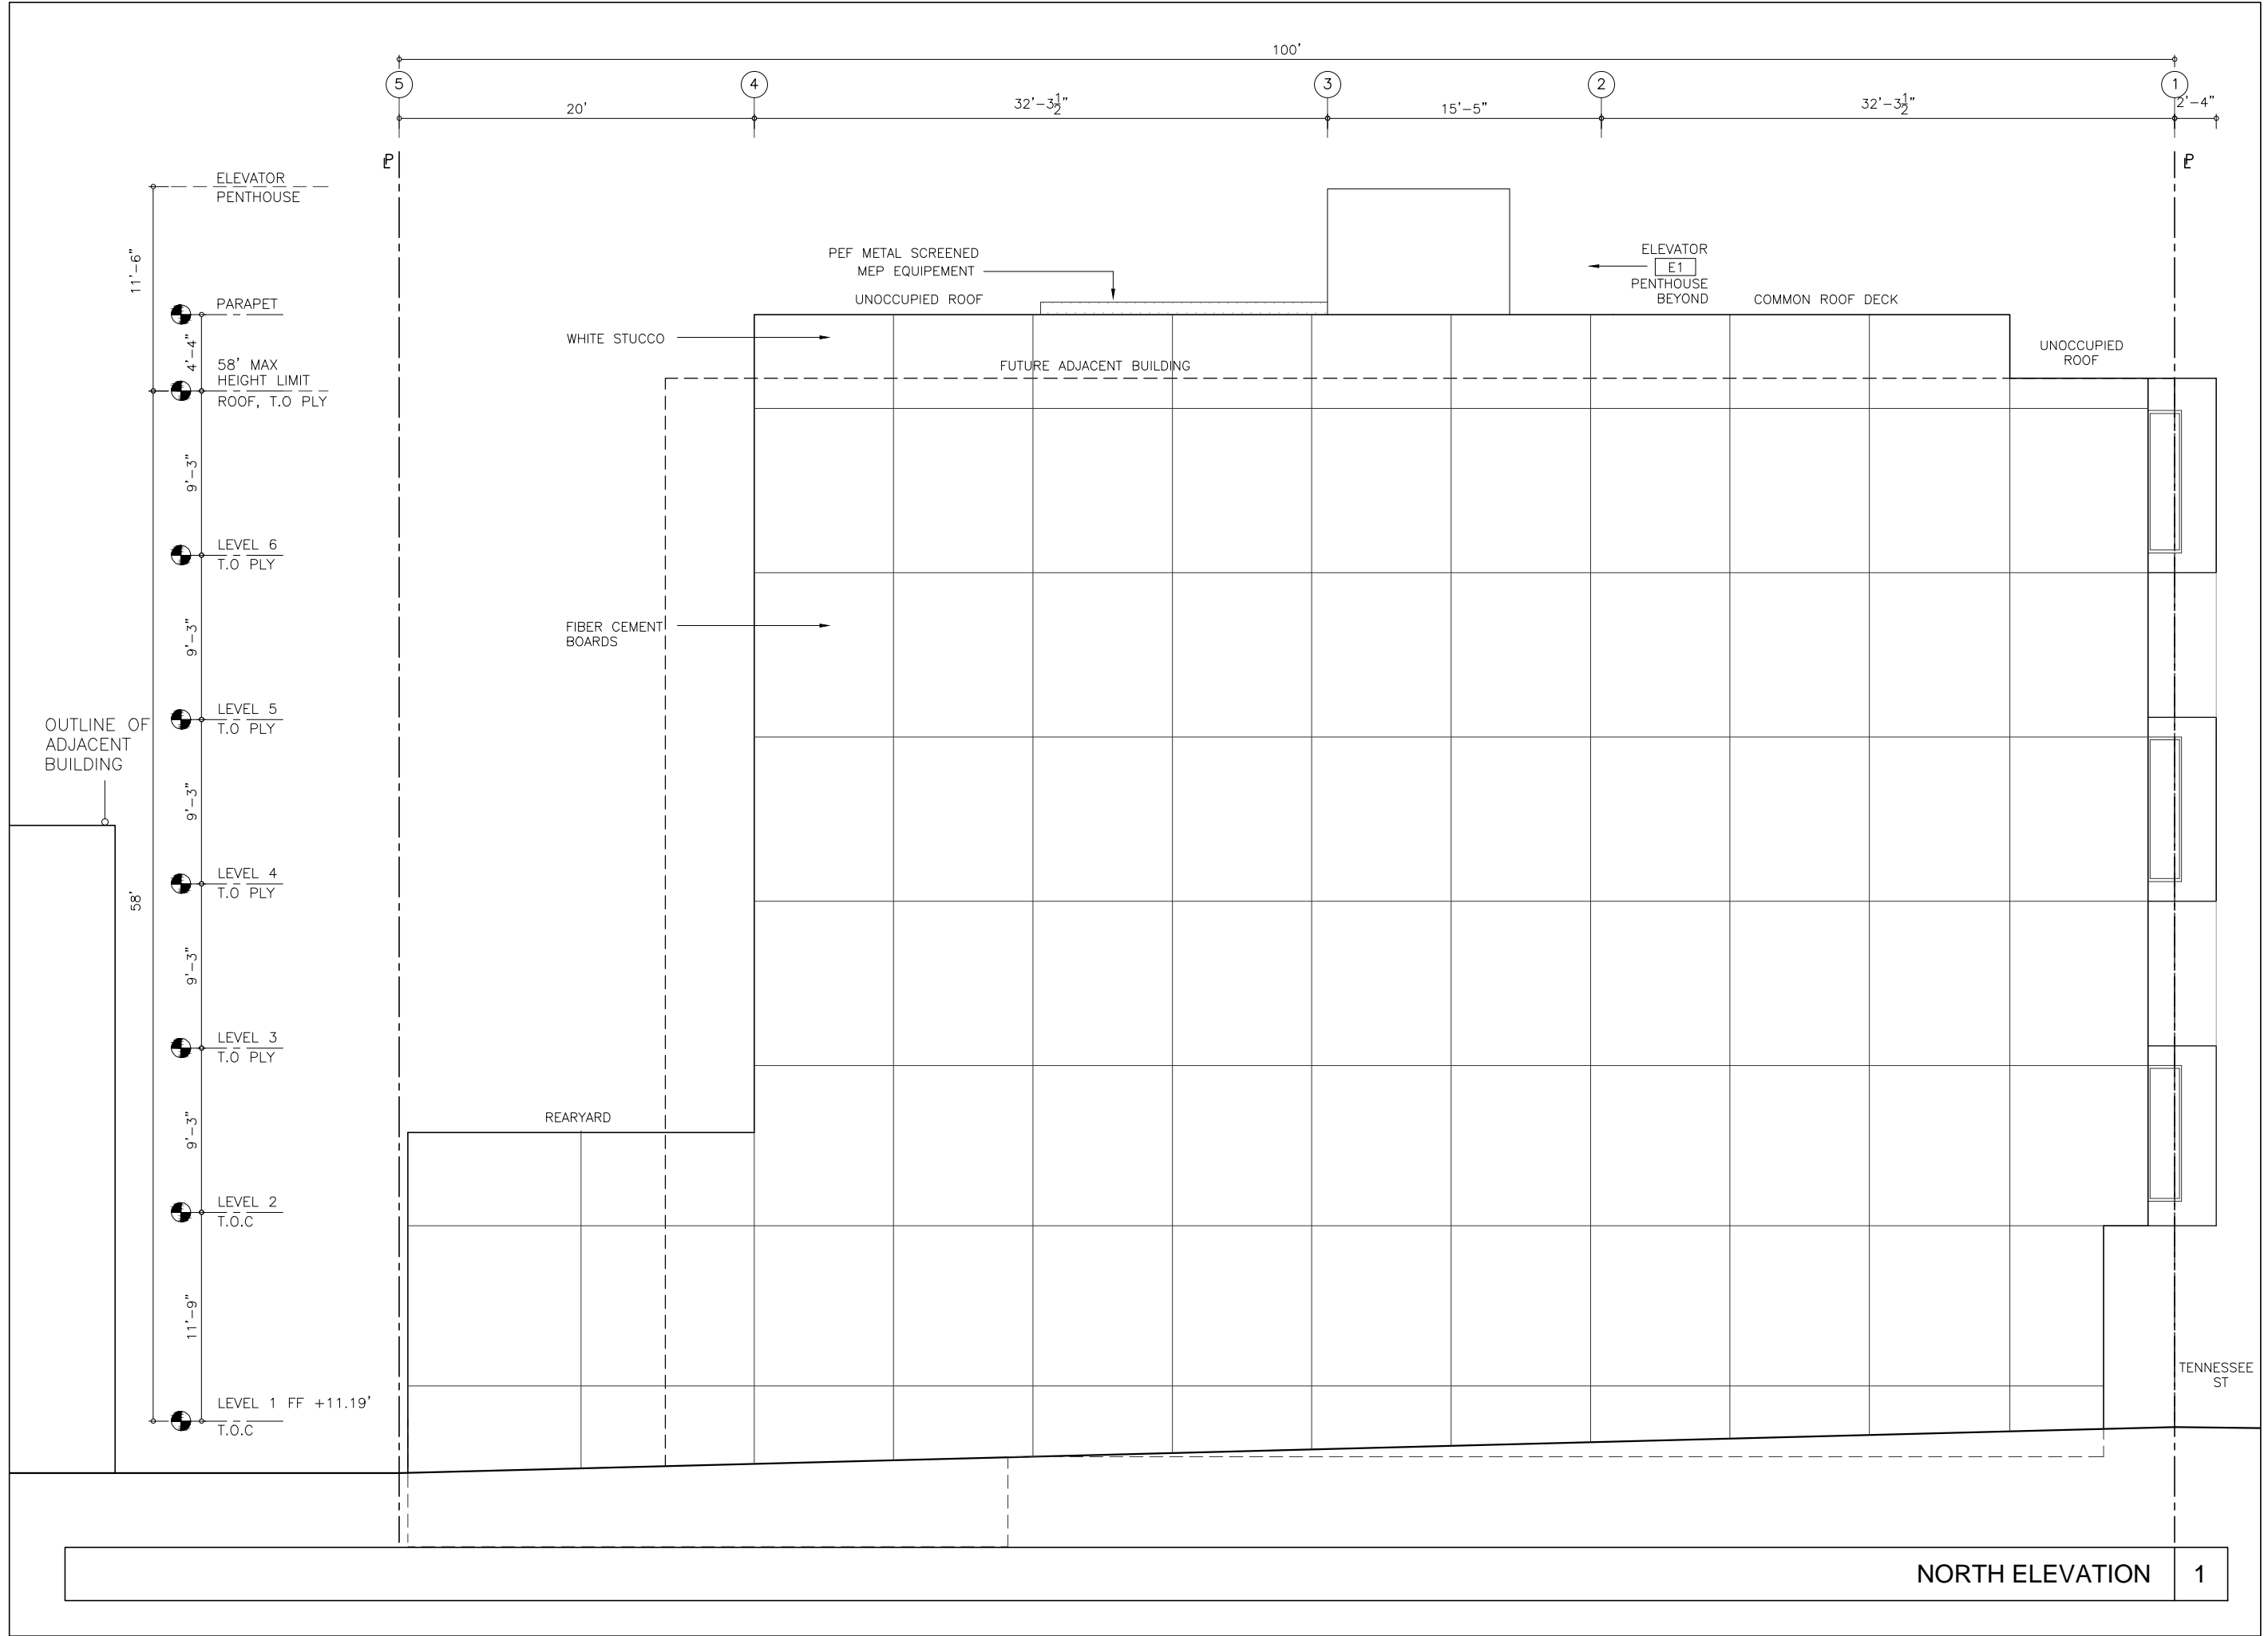 100'
5
4
3
2
1
20'
32'-3½"
15'-5"
32'-3½"
2'-4"
PL
PL
ELEVATOR
PENTHOUSE
11'-6"
PARAPET
4'-4"
58' MAX
HEIGHT LIMIT
ROOF, T.O PLY
9'-3"
LEVEL 6
T.O PLY
9'-3"
LEVEL 5
T.O PLY
9'-3"
LEVEL 4
T.O PLY
58'
9'-3"
LEVEL 3
T.O PLY
9'-3"
LEVEL 2
T.O.C
11'-9"
LEVEL 1 FF +11.19'
T.O.C
OUTLINE OF
ADJACENT
BUILDING
PEF METAL SCREENED
MEP EQUIPEMENT
UNOCCUPIED ROOF
ELEVATOR
E1
PENTHOUSE
BEYOND
COMMON ROOF DECK
WHITE STUCCO
UNOCCUPIED
ROOF
FUTURE ADJACENT BUILDING
FIBER CEMENT
BOARDS
REARYARD
TENNESSEE
ST
NORTH ELEVATION
1